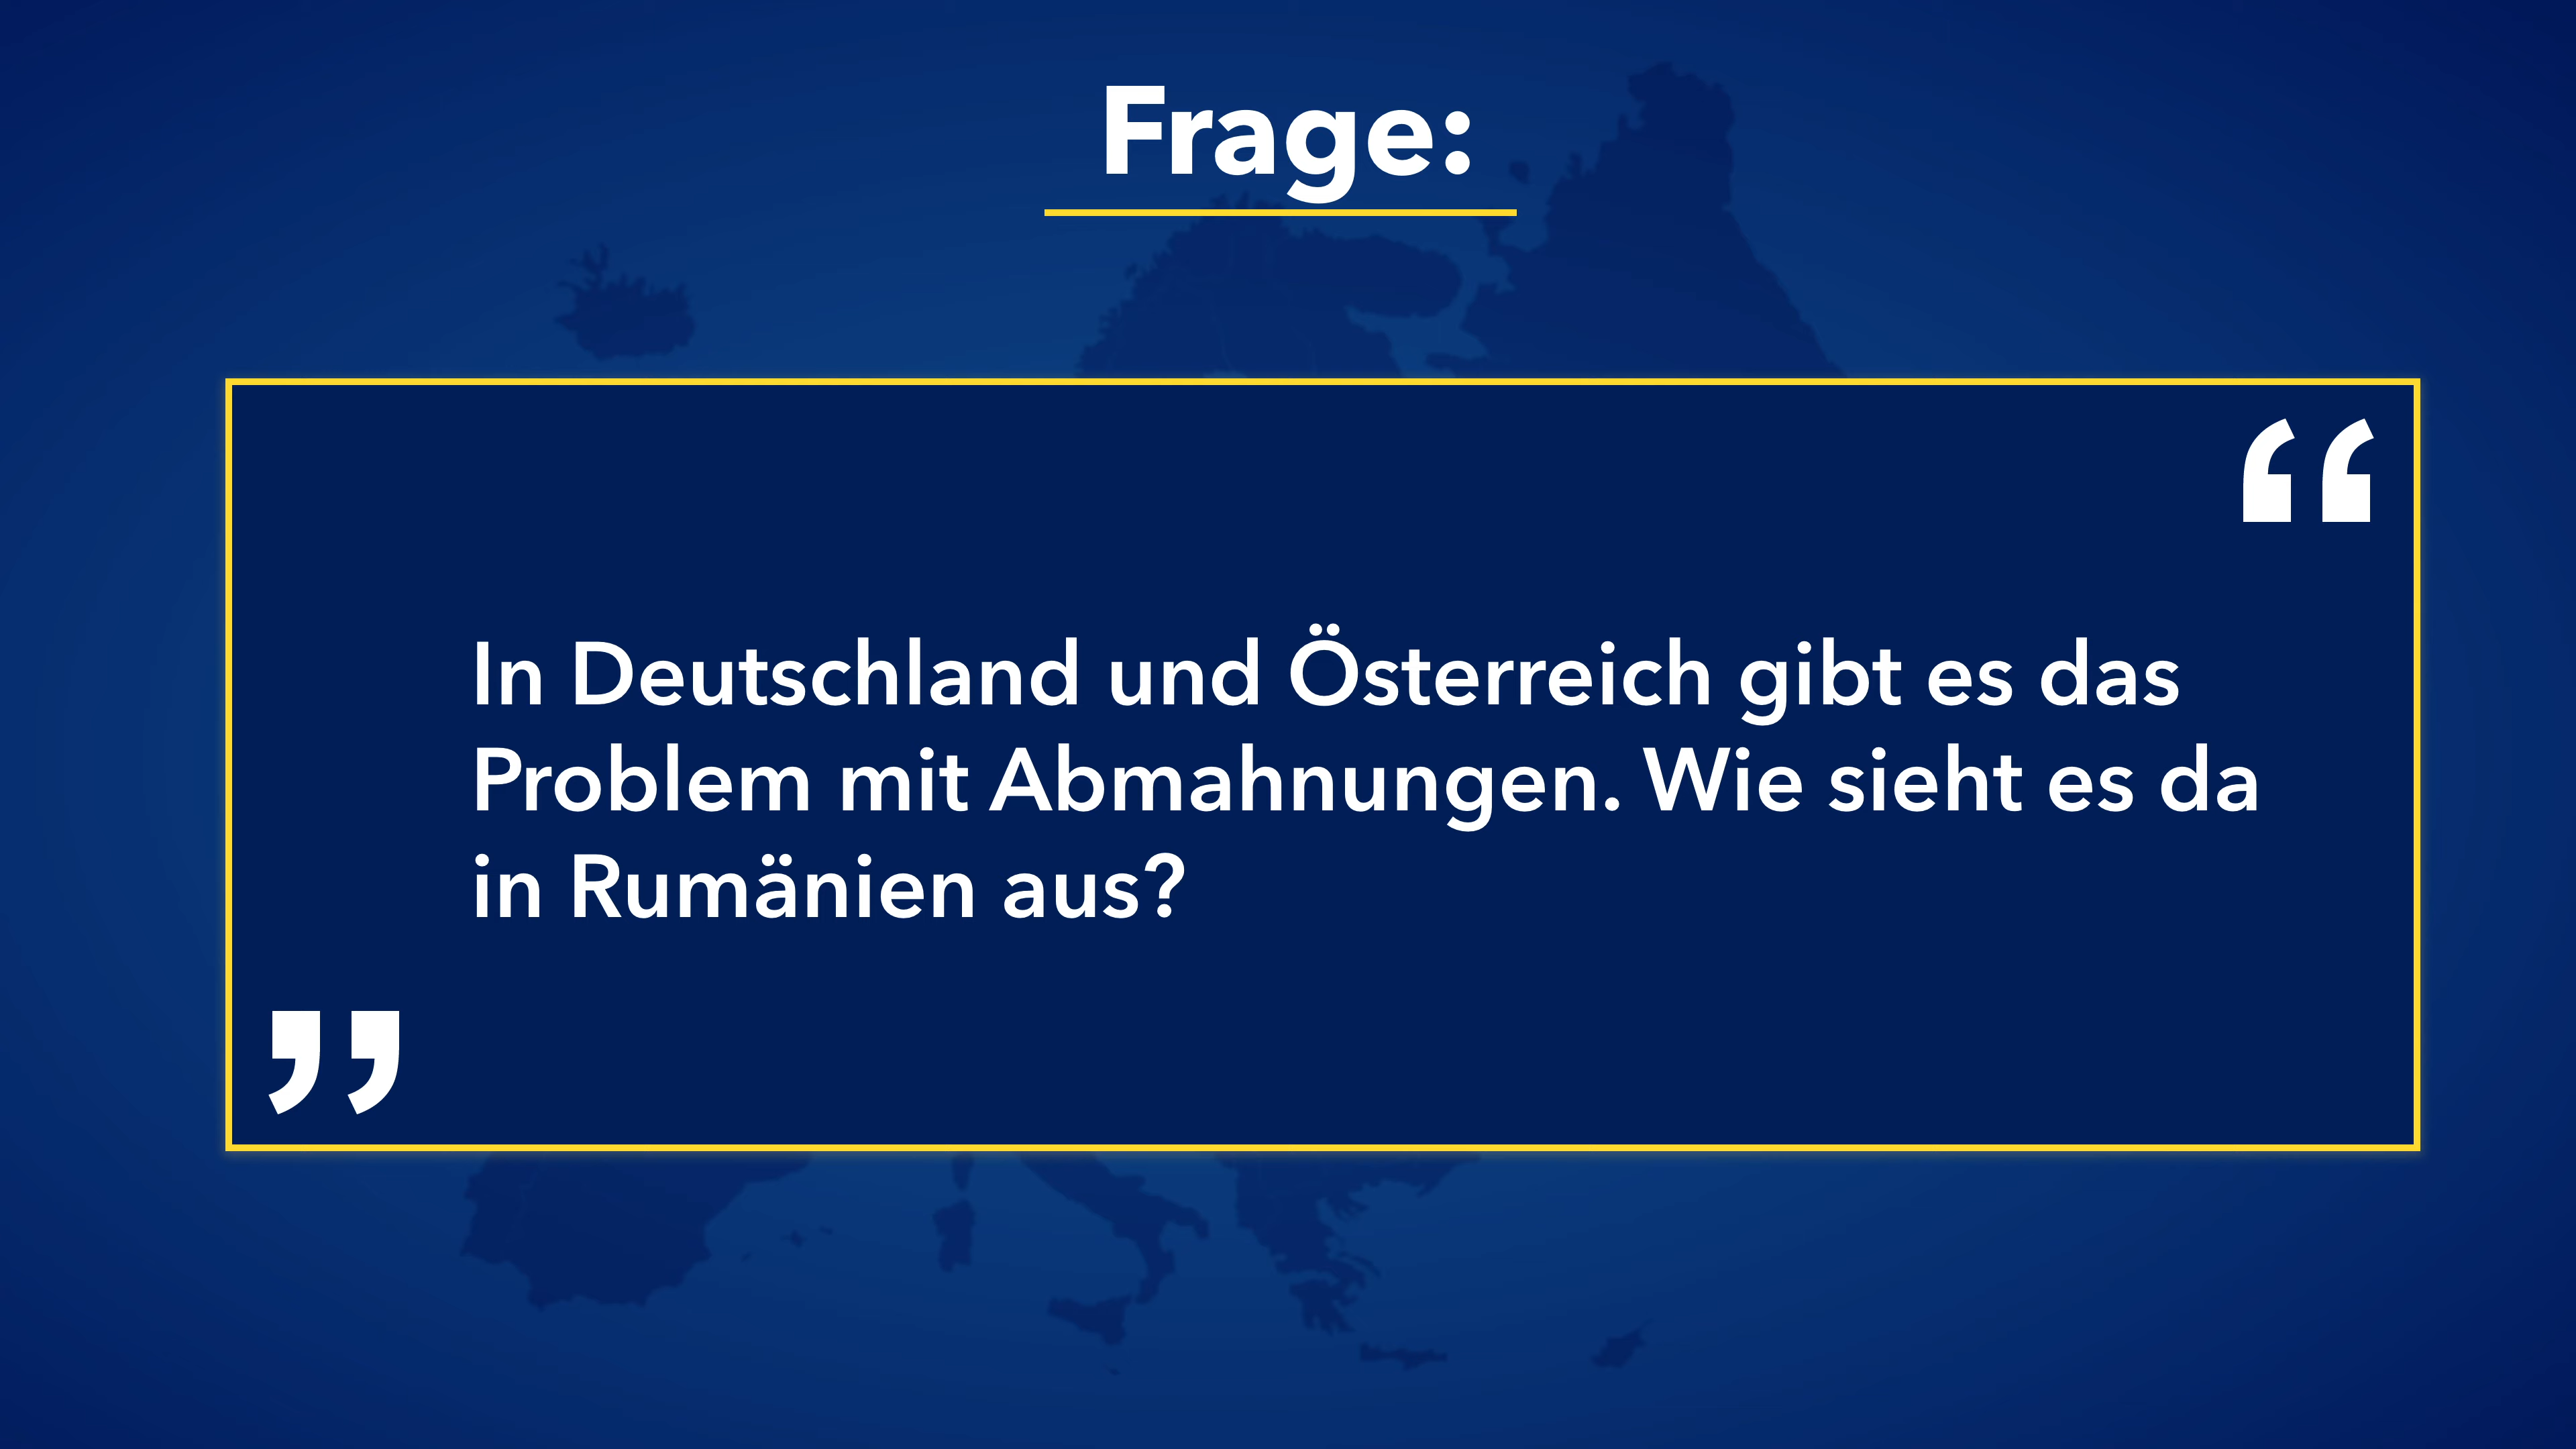 Frage:
“
In Deutschland und Österreich gibt es das
Problem mit Abmahnungen. Wie sieht es da
in Rumänien aus?
”